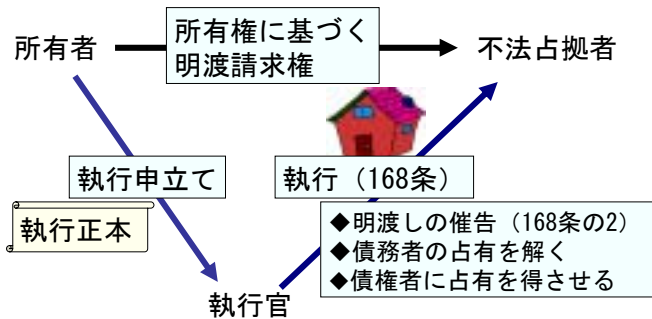 所有者
所有権に基づく
明渡請求権
不法占拠者
執行申立て
執行（168条）
執行正本
◆明渡しの催告（168条の2）
◆債務者の占有を解く
◆債権者に占有を得させる
執行官